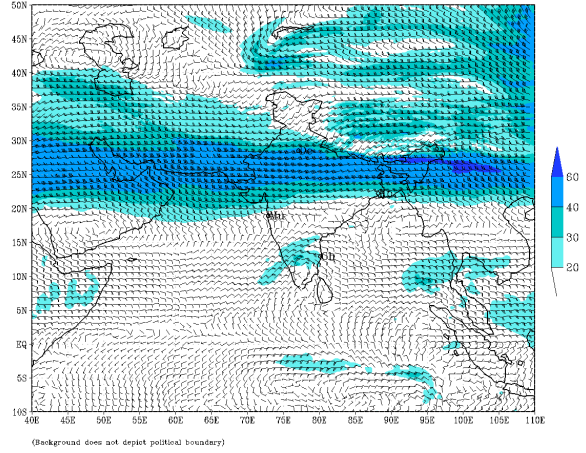 50N
45N
40N
35N
30N
25N
20N
15N
10N
5N
EQ
5S
10S
40E 45E 50E 55E 60E 65E 70E 75E 80E 85E 90E 95E 100E 105E 110E
60
40
30
20
(Background does not depict political boundary)